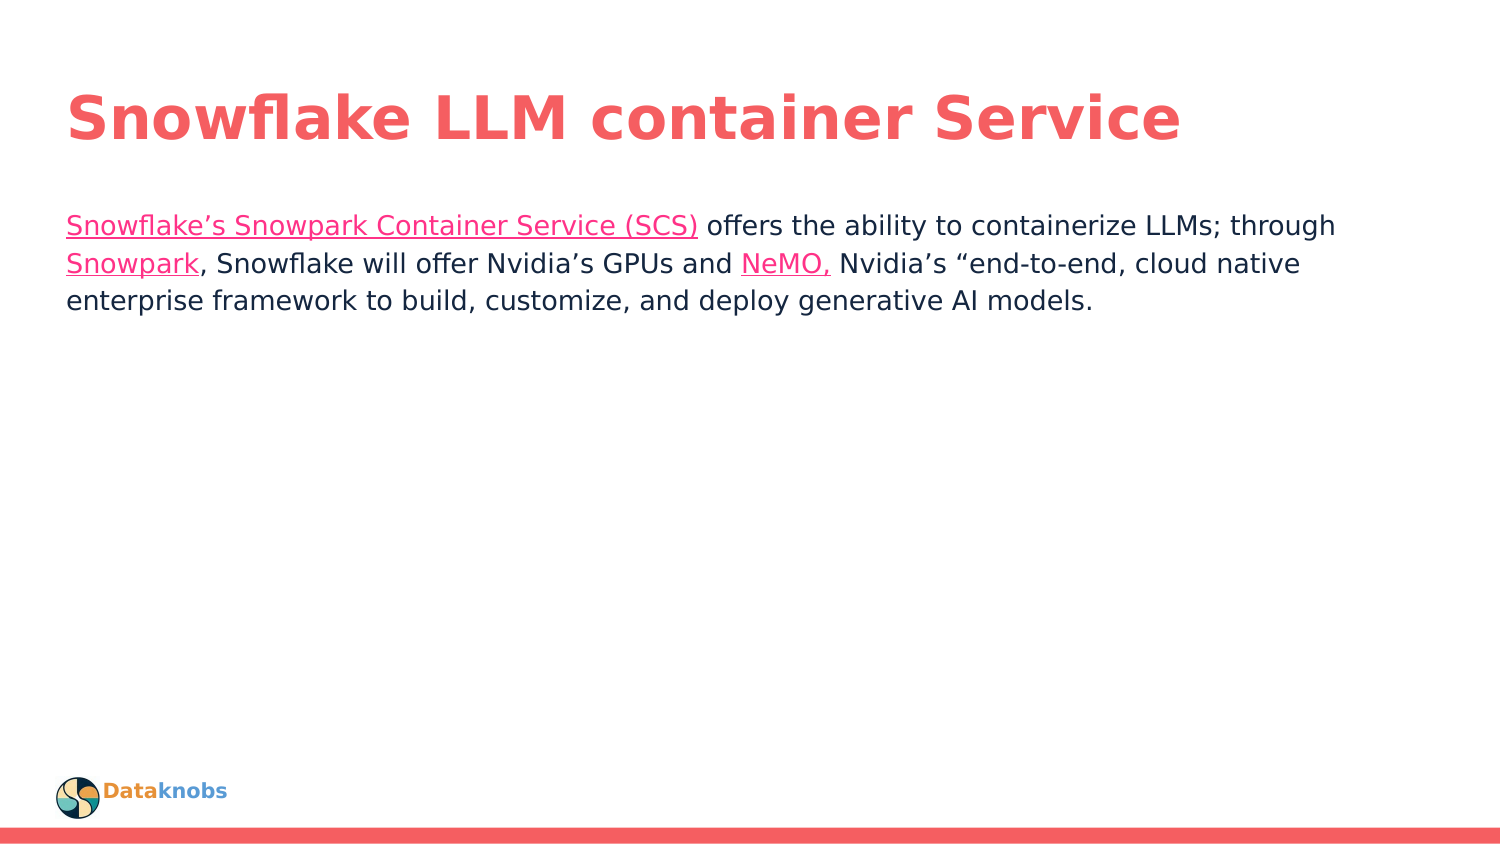 Snowflake LLM container Service
Snowflake’s Snowpark Container Service (SCS) offers the ability to containerize LLMs; through
Snowpark, Snowflake will offer Nvidia’s GPUs and NeMO, Nvidia’s “end-to-end, cloud native
enterprise framework to build, customize, and deploy generative AI models.
Dataknobs